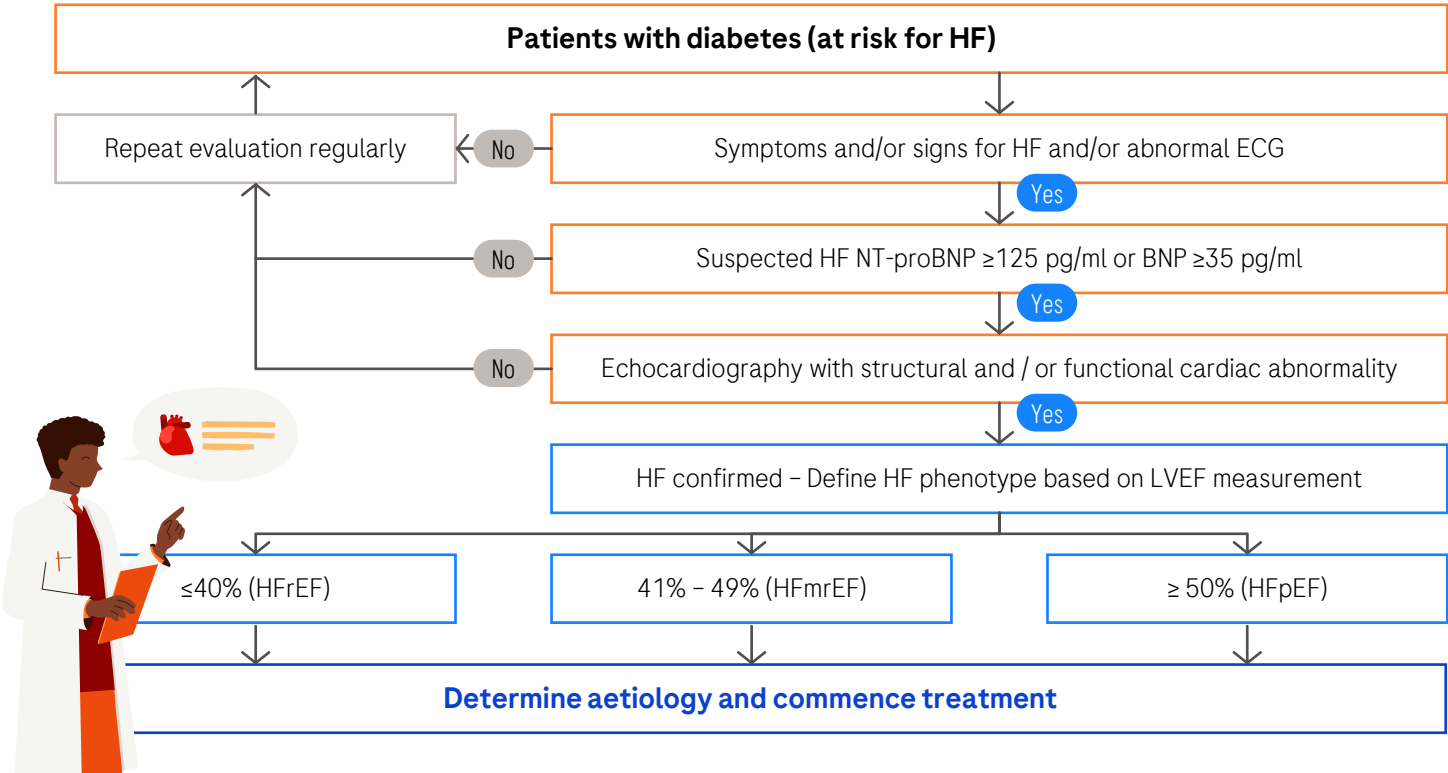 Patients with diabetes (at risk for HF)
Repeat evaluation regularly
No
Symptoms and/or signs for HF and/or abnormal ECG
Yes
No
Suspected HF NT-proBNP ≥125 pg/ml or BNP ≥35 pg/ml
Yes
No
Echocardiography with structural and / or functional cardiac abnormality
Yes
HF confirmed – Define HF phenotype based on LVEF measurement
≤40% (HFrEF)
41% – 49% (HFmrEF)
≥ 50% (HFpEF)
Determine aetiology and commence treatment